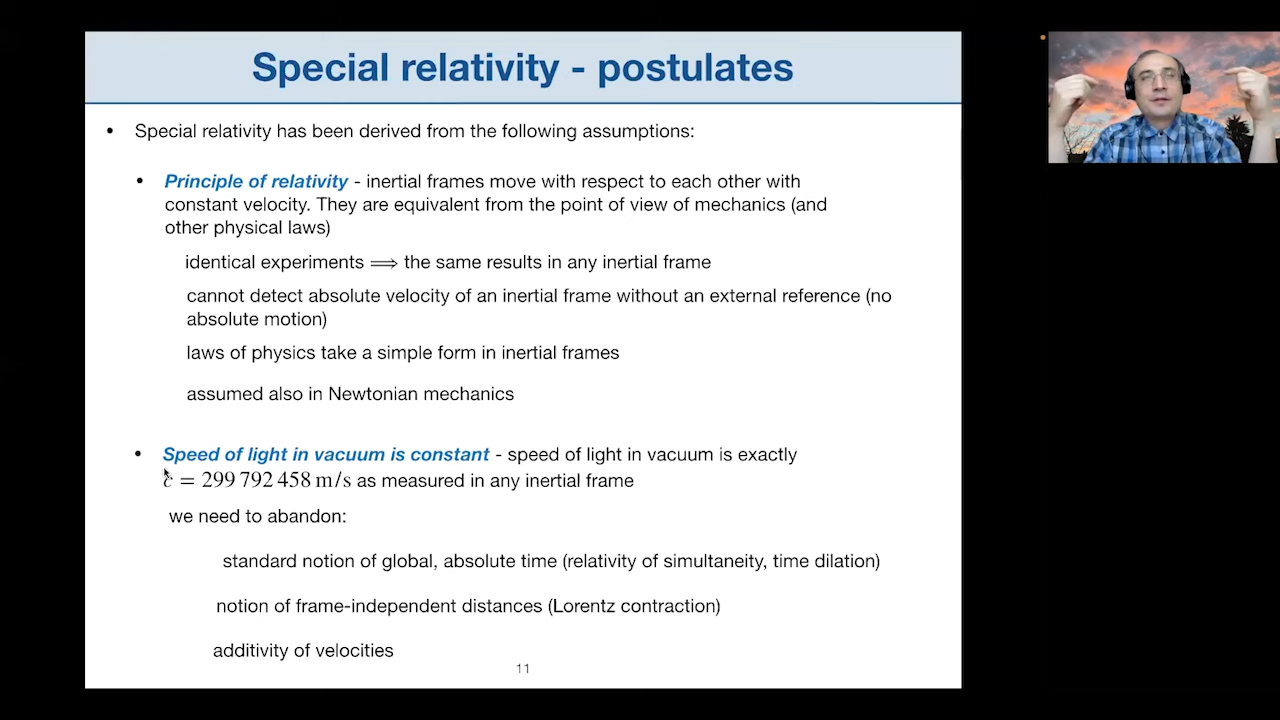 Special relativity - postulates
• Special relativity has been derived from the following assumptions:
• Principle of relativity - inertial frames move with respect to each other with
constant velocity. They are equivalent from the point of view of mechanics (and
other physical laws)
identical experiments ⟹ the same results in any inertial frame
cannot detect absolute velocity of an inertial frame without an external reference (no
absolute motion)
laws of physics take a simple form in inertial frames
assumed also in Newtonian mechanics
• Speed of light in vacuum is constant - speed of light in vacuum is exactly
c = 299 792 458 m/s as measured in any inertial frame
we need to abandon:
standard notion of global, absolute time (relativity of simultaneity, time dilation)
notion of frame-independent distances (Lorentz contraction)
additivity of velocities
11